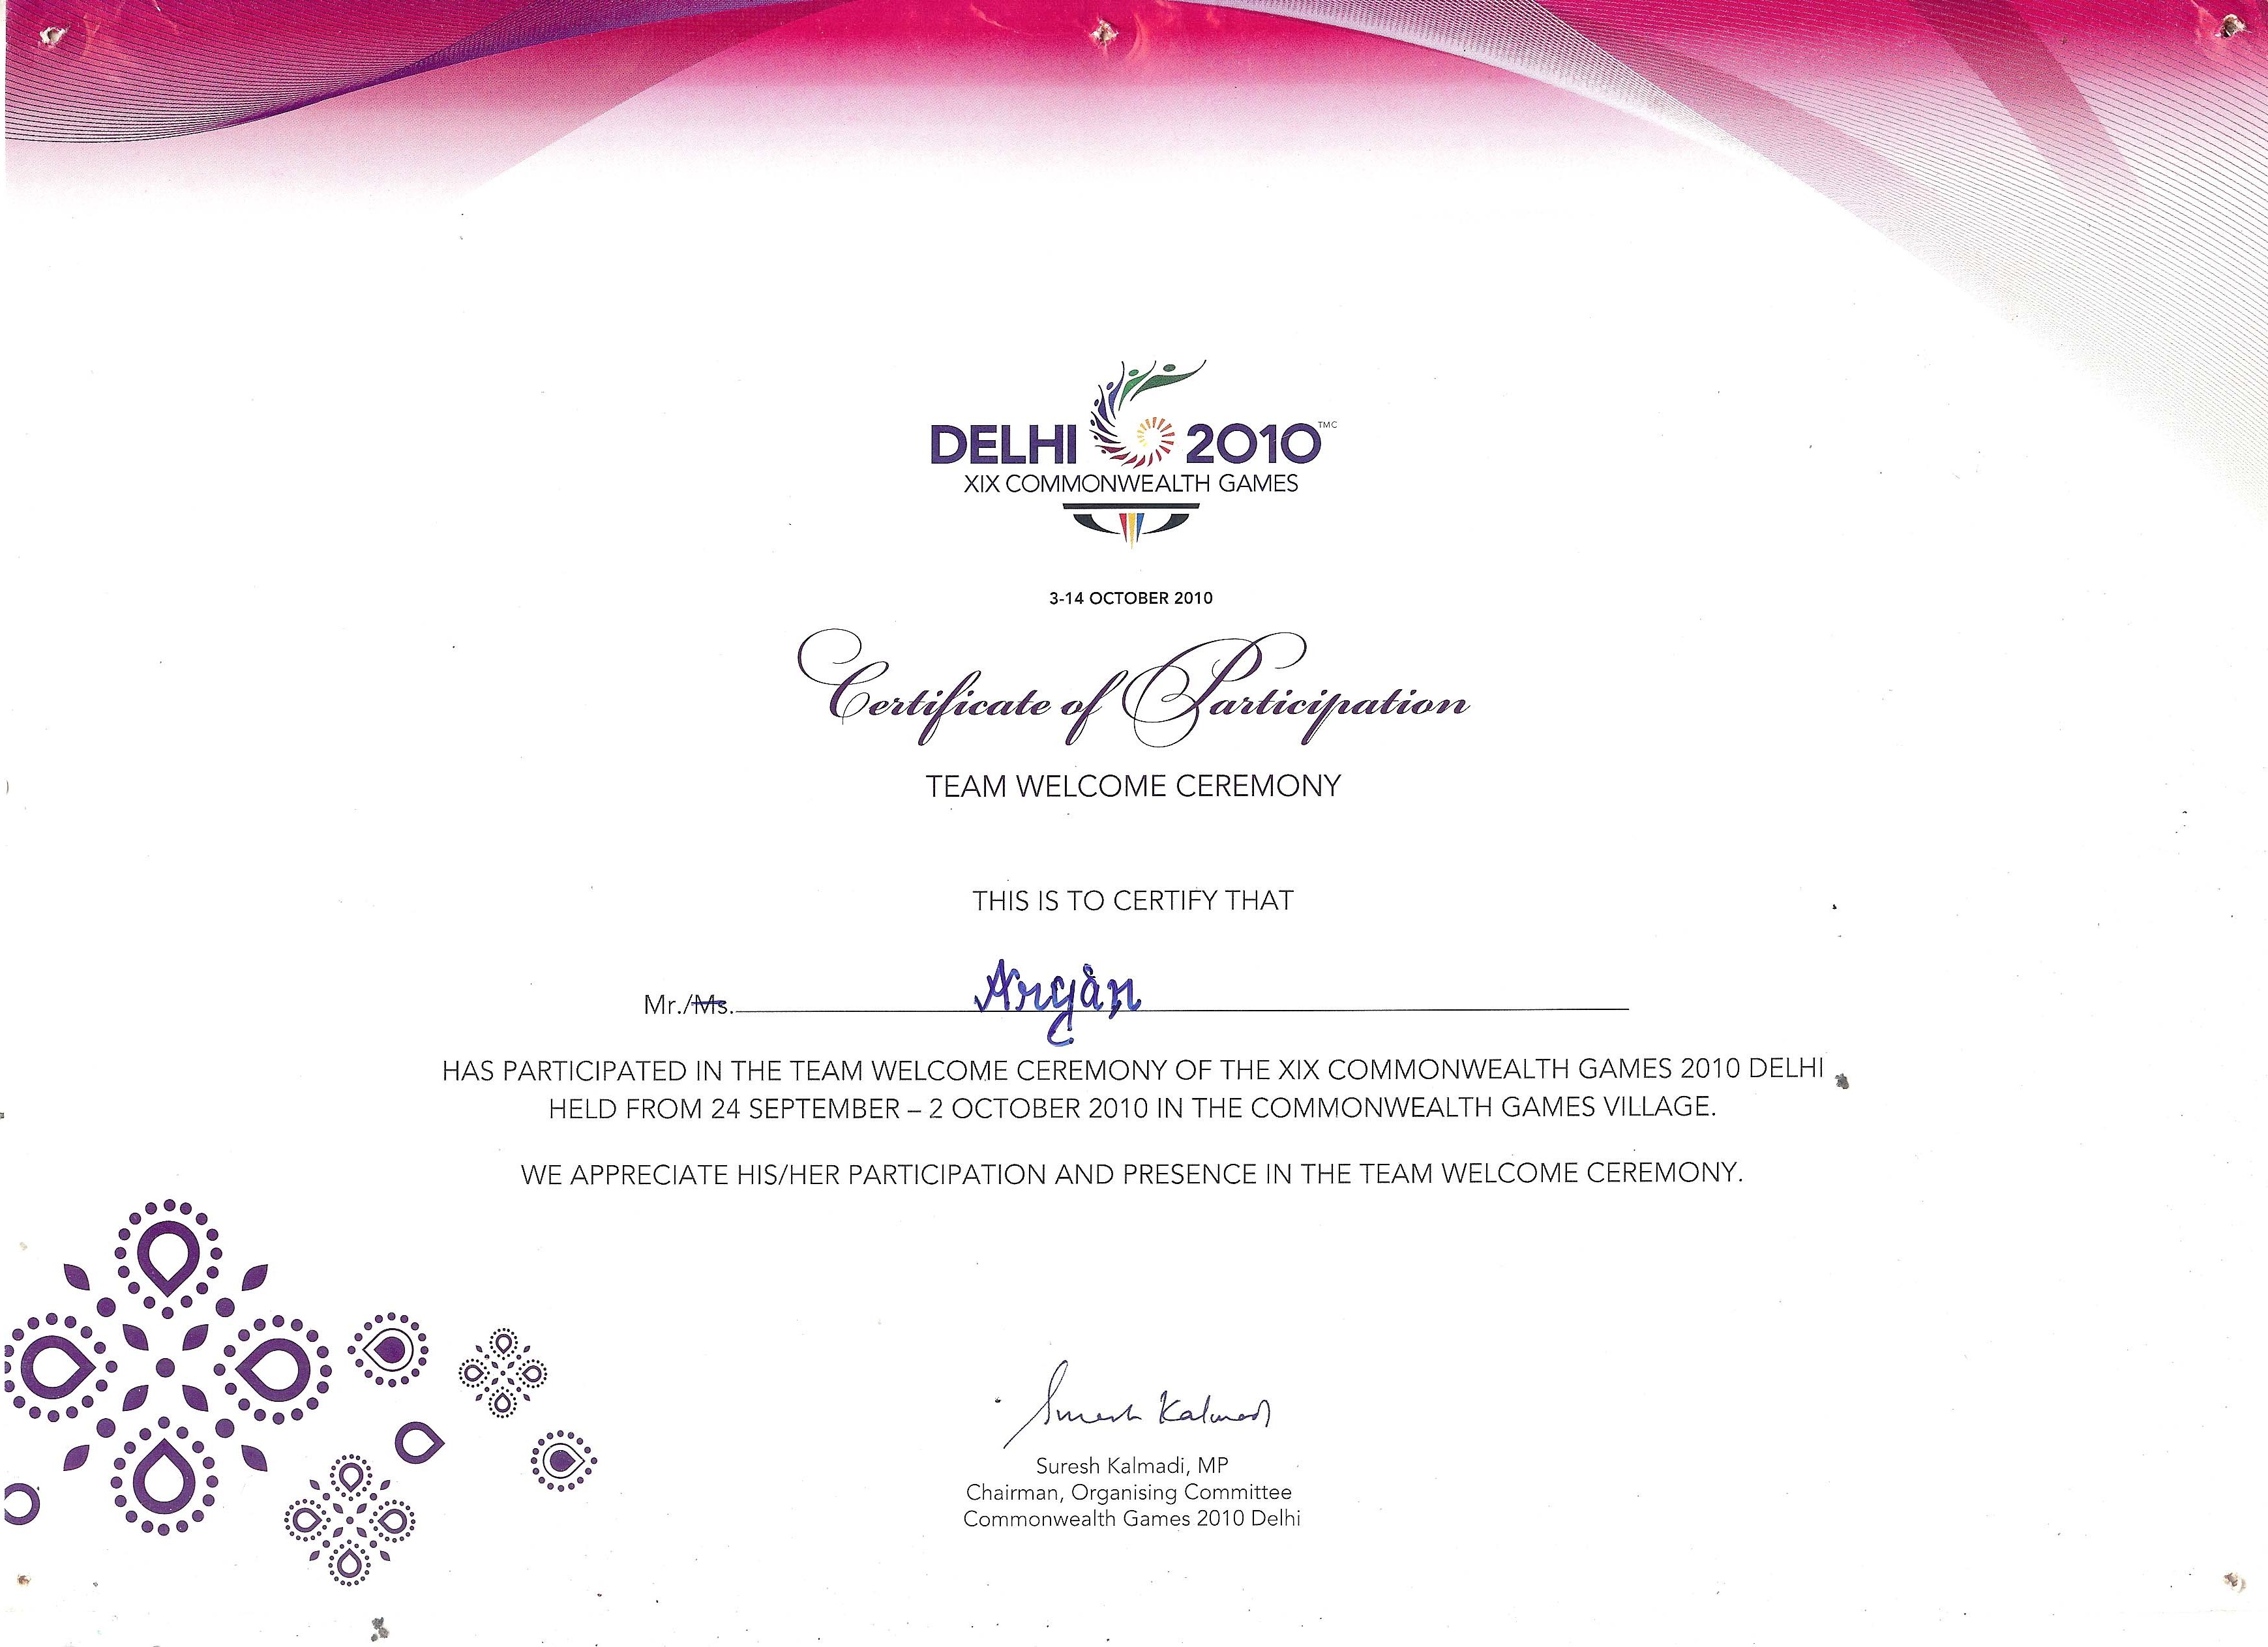 DELHI 2010 TMC
XIX COMMONWEALTH GAMES
3-14 OCTOBER 2010
Certificate of Participation
TEAM WELCOME CEREMONY
THIS IS TO CERTIFY THAT
Mr./Ms. Aryan
HAS PARTICIPATED IN THE TEAM WELCOME CEREMONY OF THE XIX COMMONWEALTH GAMES 2010 DELHI
HELD FROM 24 SEPTEMBER – 2 OCTOBER 2010 IN THE COMMONWEALTH GAMES VILLAGE.
WE APPRECIATE HIS/HER PARTICIPATION AND PRESENCE IN THE TEAM WELCOME CEREMONY.
Suresh Kalmadi
Suresh Kalmadi, MP
Chairman, Organising Committee
Commonwealth Games 2010 Delhi